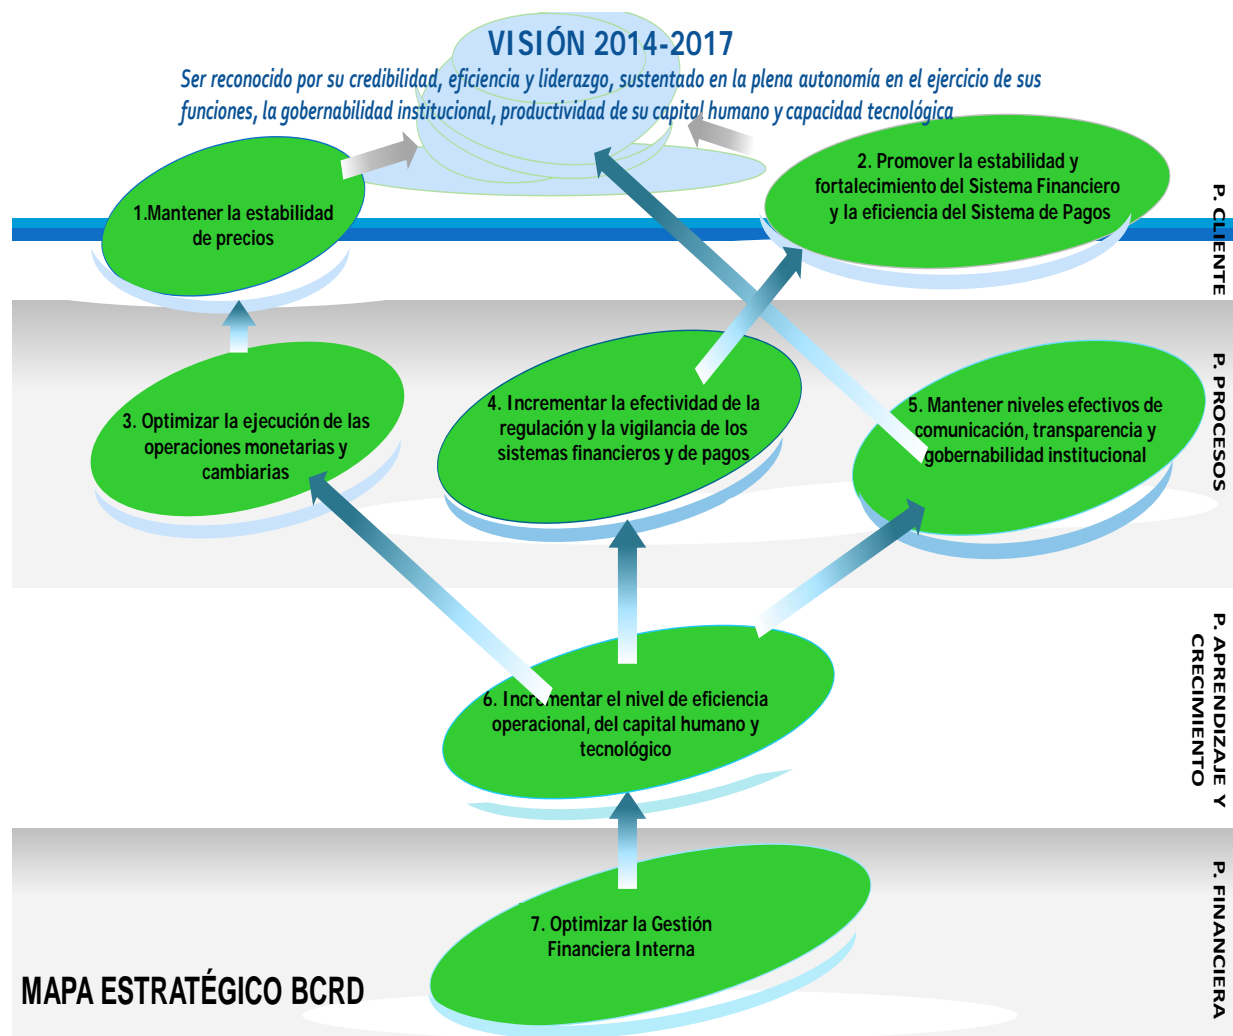 VISIÓN 2014-2017
Ser reconocido por su credibilidad, eficiencia y liderazgo, sustentado en la plena autonomía en el ejercicio de sus
funciones, la gobernabilidad institucional, productividad de su capital humano y capacidad tecnológica
1.Mantener la estabilidad
de precios
2. Promover la estabilidad y
fortalecimiento del Sistema Financiero
y la eficiencia del Sistema de Pagos
P. CLIENTE
3. Optimizar la ejecución de las
operaciones monetarias y
cambiarias
4. Incrementar la efectividad de la
regulación y la vigilancia de los
sistemas financieros y de pagos
5. Mantener niveles efectivos de
comunicación, transparencia y
gobernabilidad institucional
P. PROCESOS
6. Incrementar el nivel de eficiencia
operacional, del capital humano y
tecnológico
P. APRENDIZAJE Y
CRECIMIENTO
7. Optimizar la Gestión
Financiera Interna
P. FINANCIERA
MAPA ESTRATÉGICO BCRD